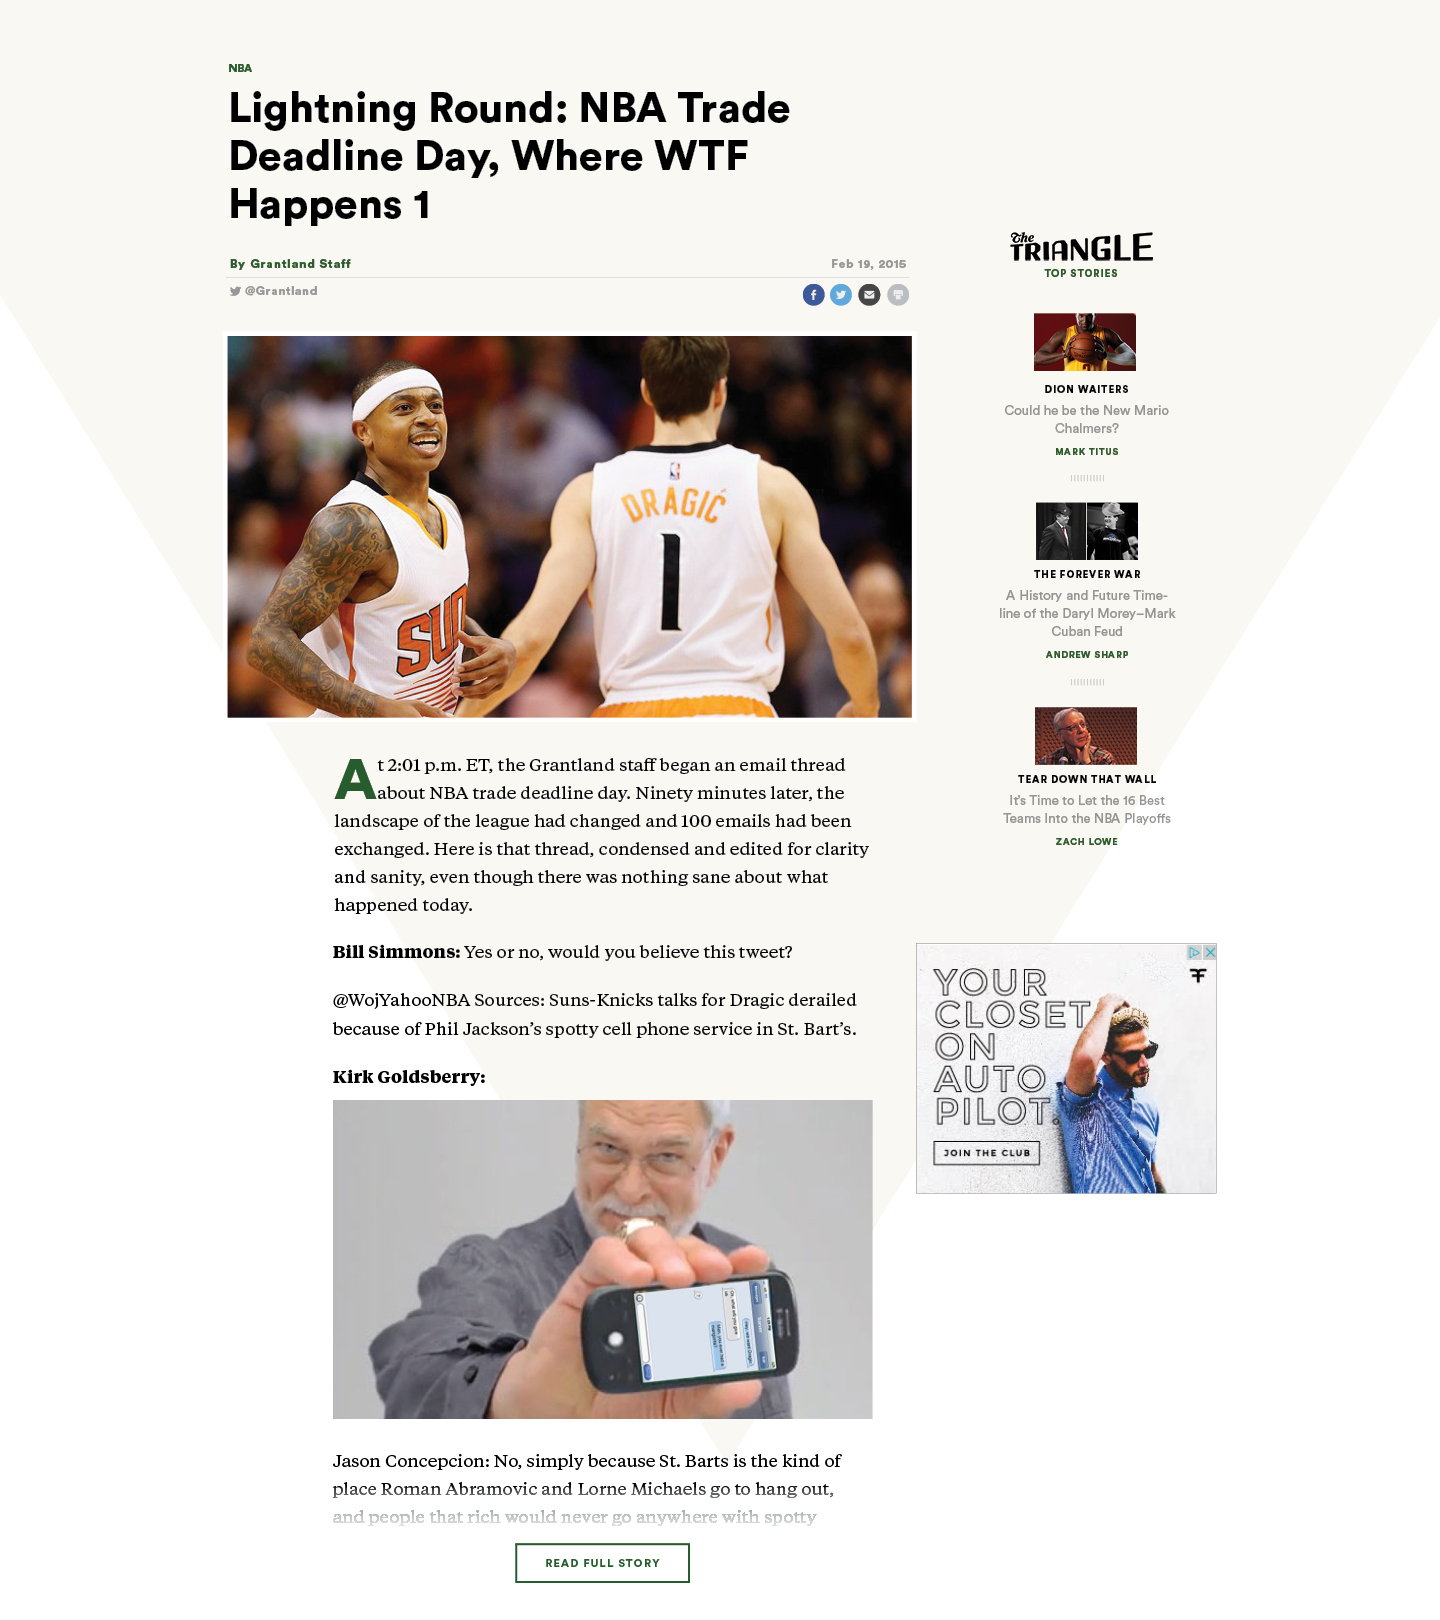 NBA
Lightning Round: NBA Trade
Deadline Day, Where WTF
Happens 1
By Grantland Staff
Feb 19, 2015
@Grantland
DRAGIĆ
1
SUN
At 2:01 p.m. ET, the Grantland staff began an email thread
about NBA trade deadline day. Ninety minutes later, the
landscape of the league had changed and 100 emails had been
exchanged. Here is that thread, condensed and edited for clarity
and sanity, even though there was nothing sane about what
happened today.
Bill Simmons: Yes or no, would you believe this tweet?
@WojYahooNBA Sources: Suns-Knicks talks for Dragic derailed
because of Phil Jackson’s spotty cell phone service in St. Bart’s.
Kirk Goldsberry:
Jason Concepcion: No, simply because St. Barts is the kind of
place Roman Abramovic and Lorne Michaels go to hang out,
and people that rich would never go anywhere with spotty
READ FULL STORY
The
TRIANGLE
TOP STORIES
DION WAITERS
Could he be the New Mario
Chalmers?
MARK TITUS
THE FOREVER WAR
A History and Future Time-
line of the Daryl Morey–Mark
Cuban Feud
ANDREW SHARP
TEAR DOWN THAT WALL
It’s Time to Let the 16 Best
Teams Into the NBA Playoffs
ZACH LOWE
YOUR
CLOSET
ON
AUTO
PILOT.
JOIN THE CLUB